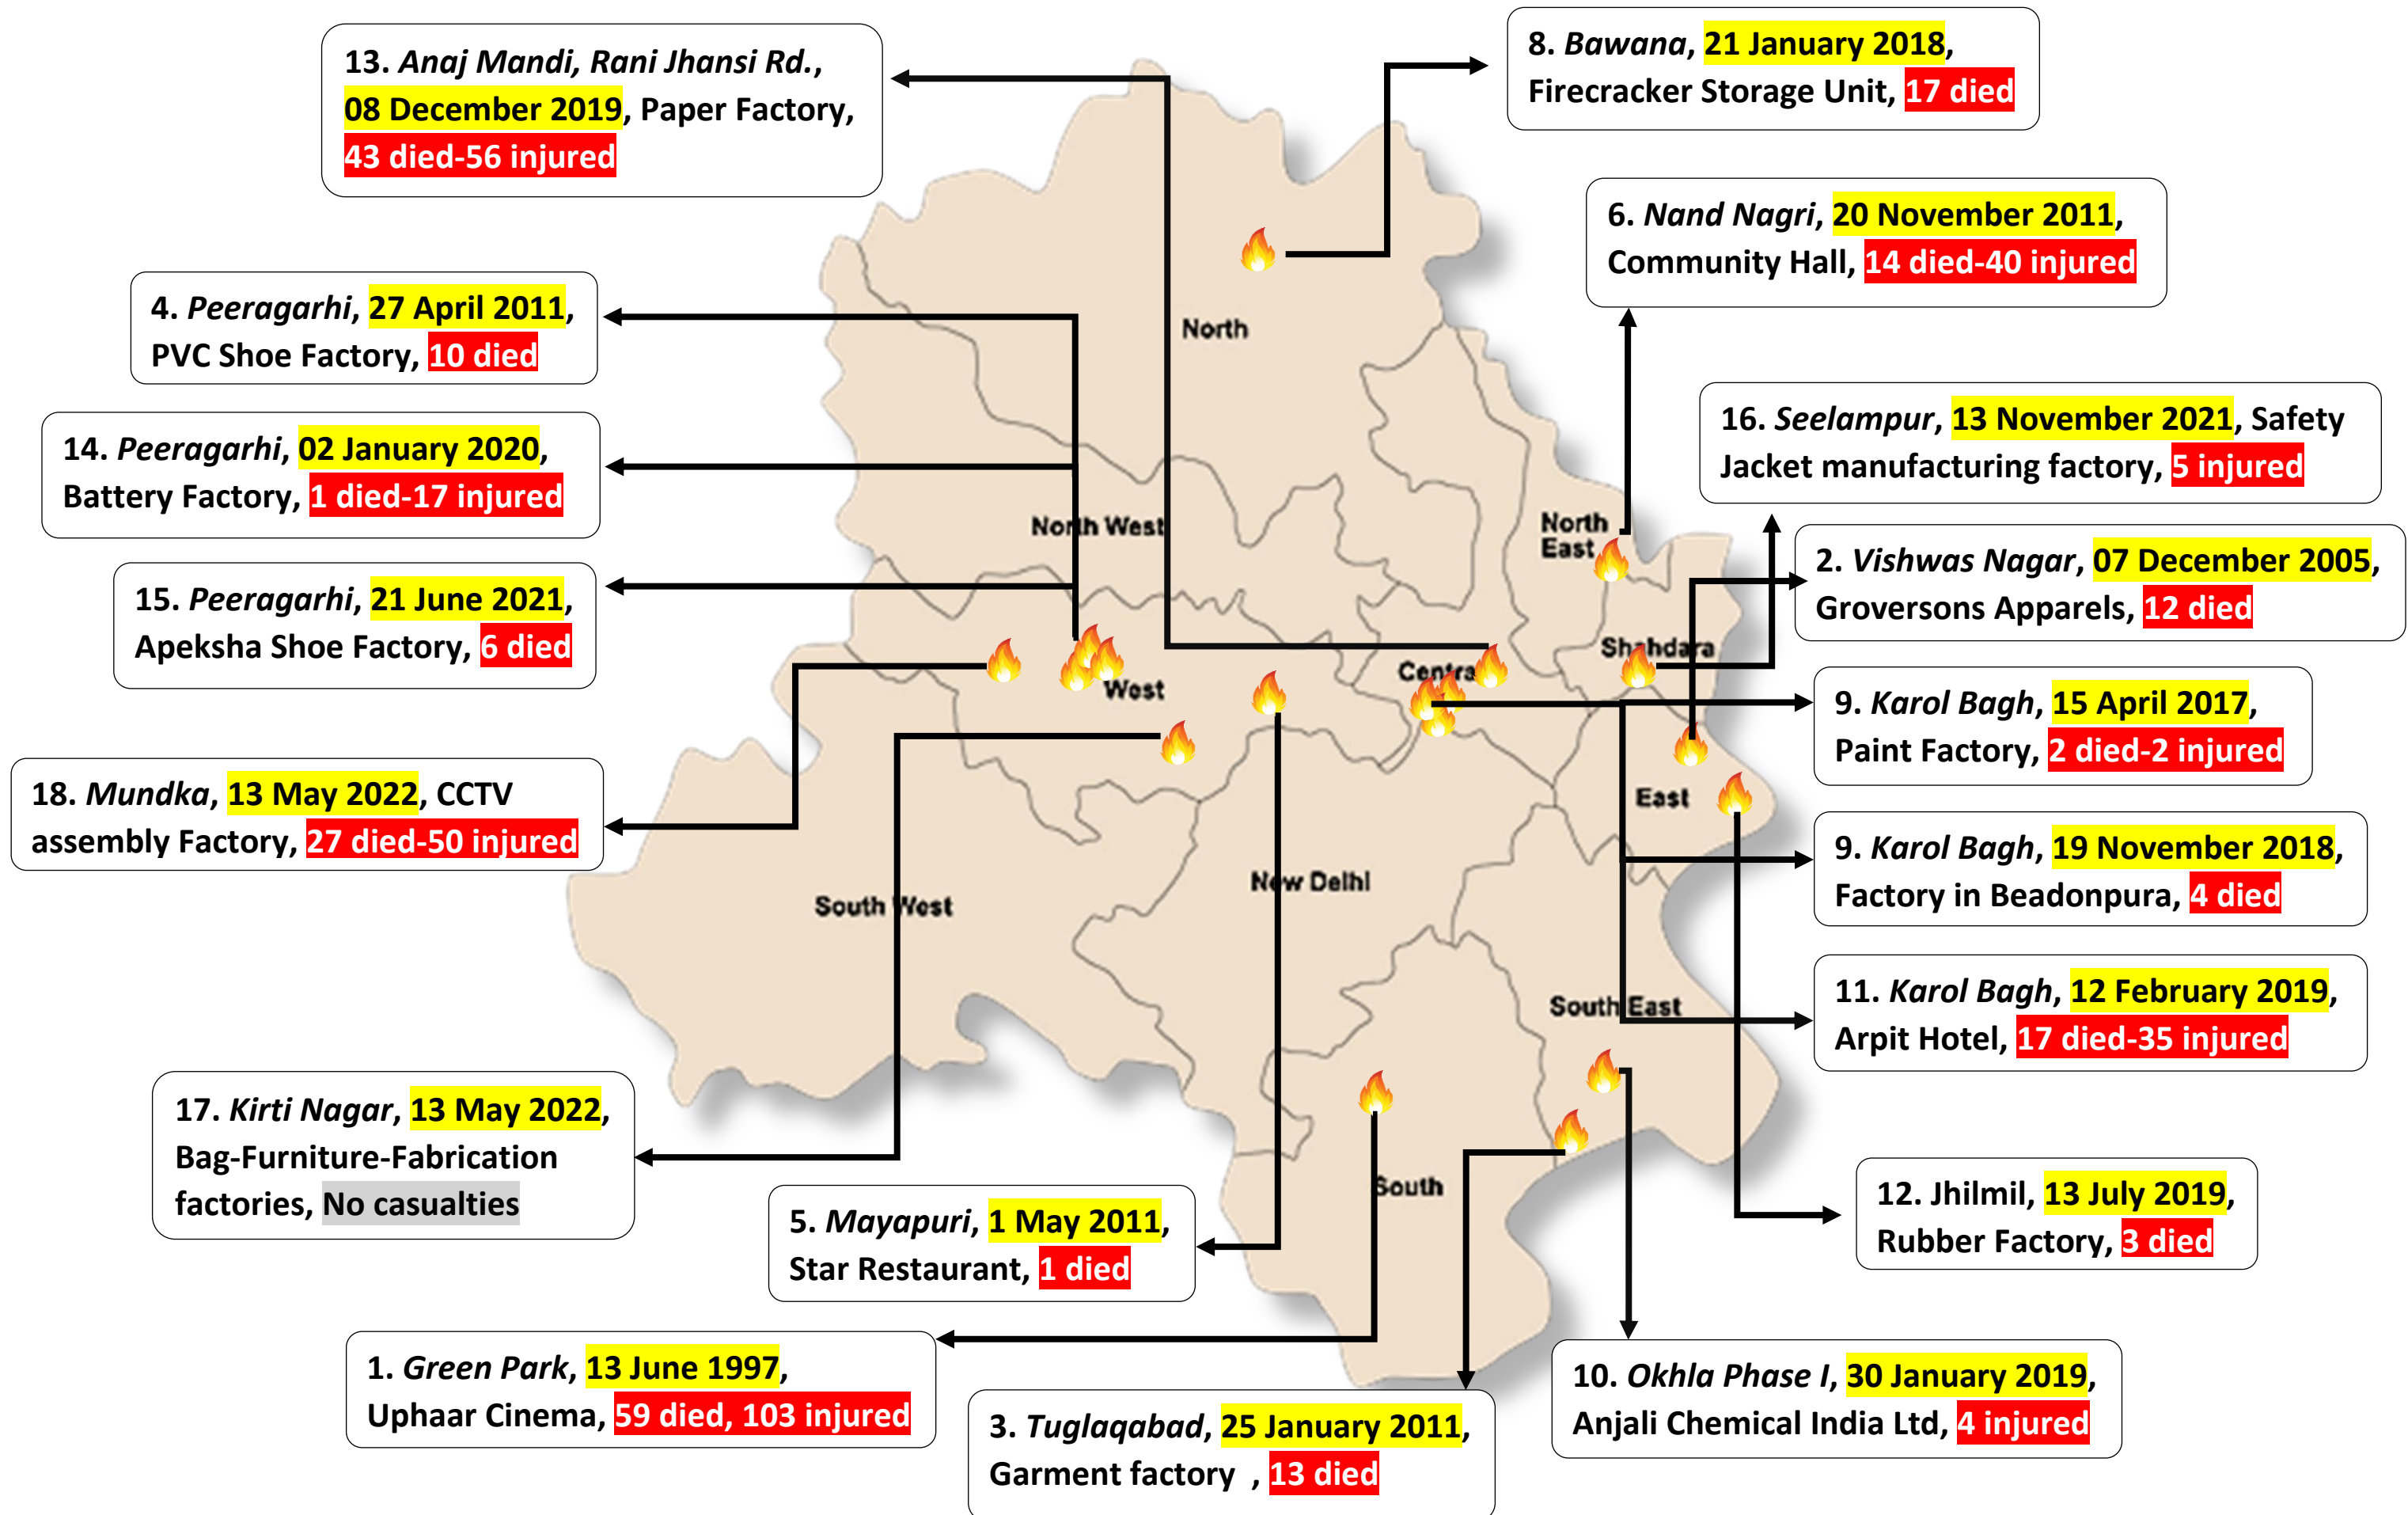 13. Anaj Mandi, Rani Jhansi Rd.,
08 December 2019, Paper Factory,
43 died-56 injured
8. Bawana, 21 January 2018,
Firecracker Storage Unit, 17 died
6. Nand Nagri, 20 November 2011,
Community Hall, 14 died-40 injured
4. Peeragarhi, 27 April 2011,
PVC Shoe Factory, 10 died
North
16. Seelampur, 13 November 2021, Safety
Jacket manufacturing factory, 5 injured
14. Peeragarhi, 02 January 2020,
Battery Factory, 1 died-17 injured
North West
North
East
2. Vishwas Nagar, 07 December 2005,
Groversons Apparels, 12 died
15. Peeragarhi, 21 June 2021,
Apeksha Shoe Factory, 6 died
Shahdara
Central
West
9. Karol Bagh, 15 April 2017,
Paint Factory, 2 died-2 injured
18. Mundka, 13 May 2022, CCTV
assembly Factory, 27 died-50 injured
East
9. Karol Bagh, 19 November 2018,
Factory in Beadonpura, 4 died
New Delhi
South West
11. Karol Bagh, 12 February 2019,
Arpit Hotel, 17 died-35 injured
South East
17. Kirti Nagar, 13 May 2022,
Bag-Furniture-Fabrication
factories, No casualties
South
5. Mayapuri, 1 May 2011,
Star Restaurant, 1 died
12. Jhilmil, 13 July 2019,
Rubber Factory, 3 died
1. Green Park, 13 June 1997,
Uphaar Cinema, 59 died, 103 injured
3. Tuglaqabad, 25 January 2011,
Garment factory , 13 died
10. Okhla Phase I, 30 January 2019,
Anjali Chemical India Ltd, 4 injured